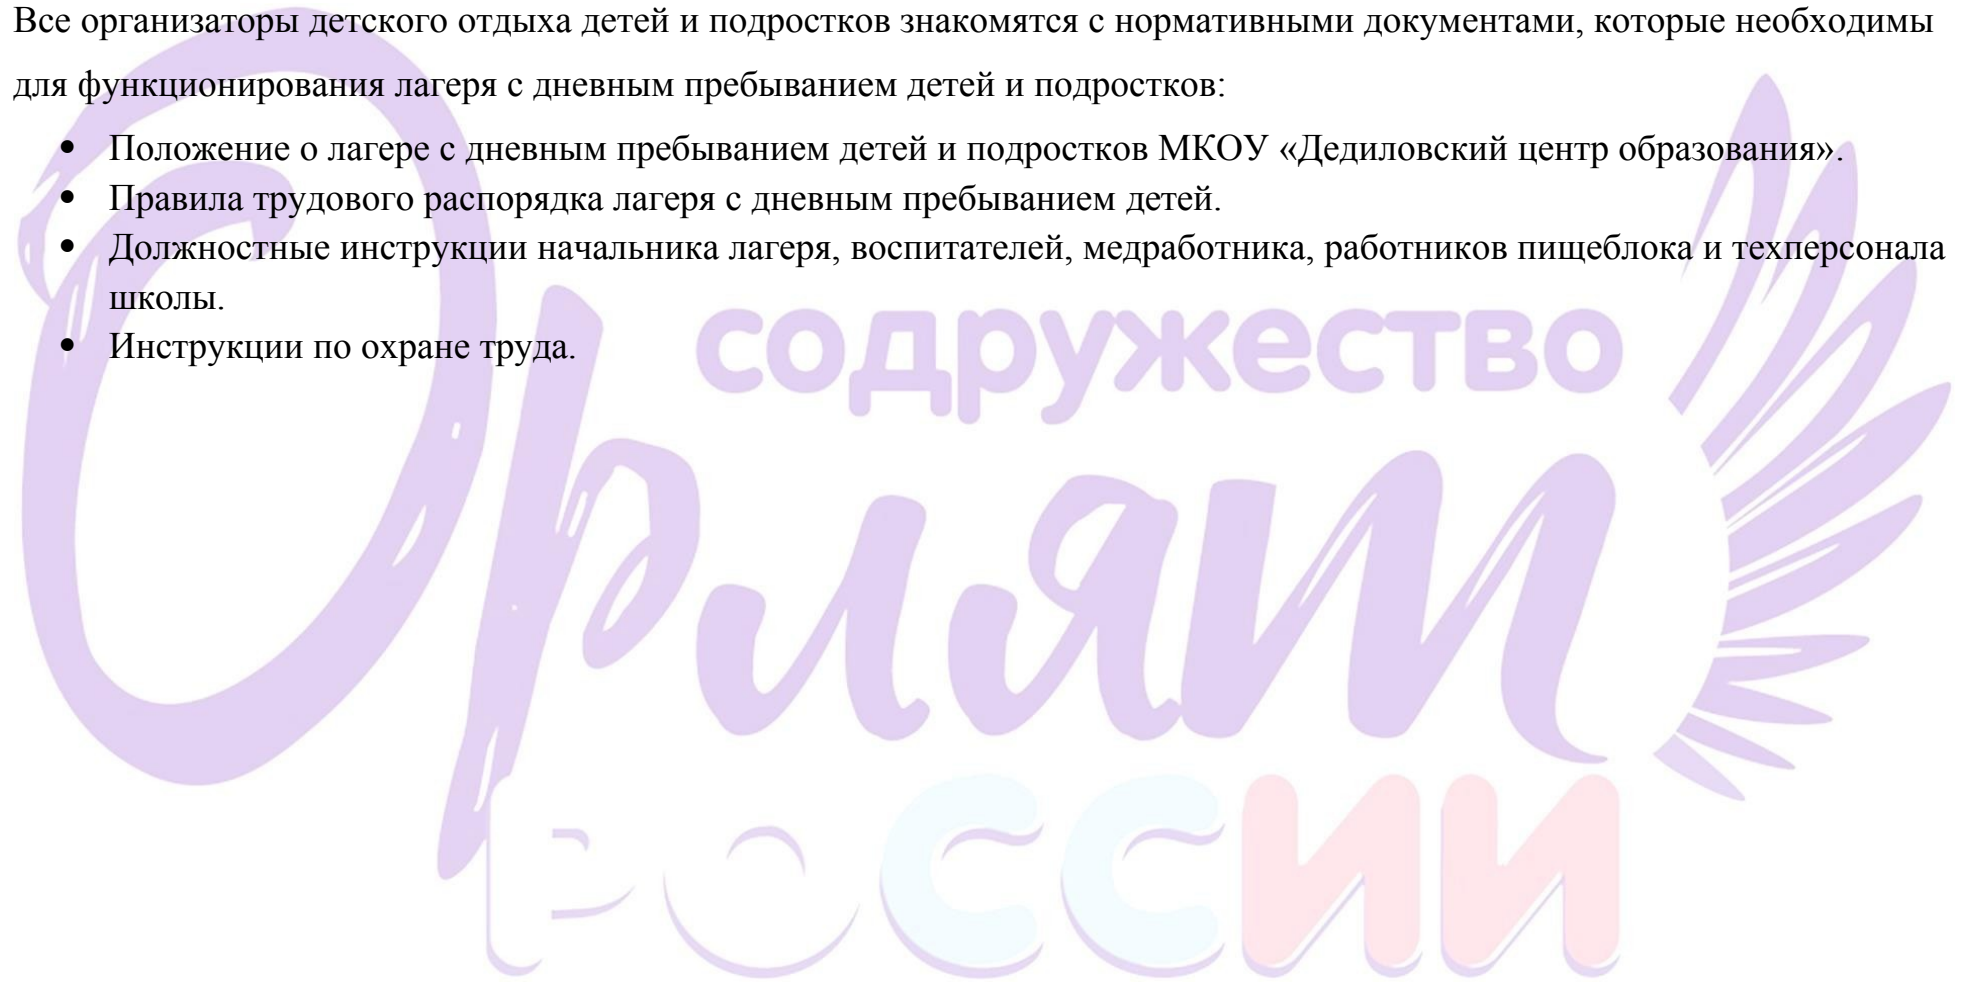 Все организаторы детского отдыха детей и подростков знакомятся с нормативными документами, которые необходимы
для функционирования лагеря с дневным пребыванием детей и подростков:
• Положение о лагере с дневным пребыванием детей и подростков МКОУ «Дедиловский центр образования».
• Правила трудового распорядка лагеря с дневным пребыванием детей.
• Должностные инструкции начальника лагеря, воспитателей, медработника, работников пищеблока и техперсонала
школы.
• Инструкции по охране труда.
содружество
Орлят
РОССИИ